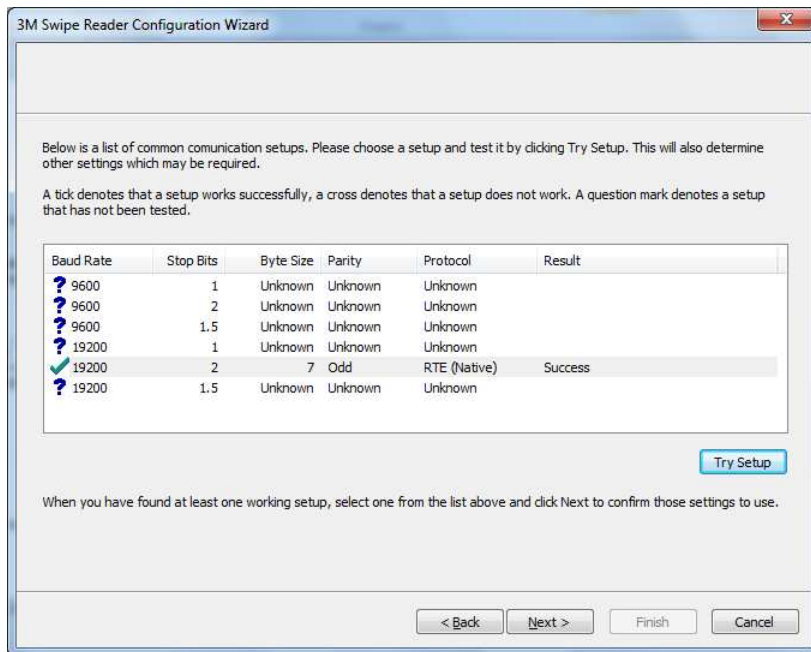 3M Swipe Reader Configuration Wizard
Below is a list of common comunication setups. Please choose a setup and test it by clicking Try Setup. This will also determine
other settings which may be required.
A tick denotes that a setup works successfully, a cross denotes that a setup does not work. A question mark denotes a setup
that has not been tested.
Baud Rate Stop Bits Byte Size Parity Protocol Result
? 9600 1 Unknown Unknown Unknown
? 9600 2 Unknown Unknown Unknown
? 9600 1.5 Unknown Unknown Unknown
? 19200 1 Unknown Unknown Unknown
19200 2 7 Odd RTE (Native) Success
? 19200 1.5 Unknown Unknown Unknown
Try Setup
When you have found at least one working setup, select one from the list above and click Next to confirm those settings to use.
< Back Next > Finish Cancel